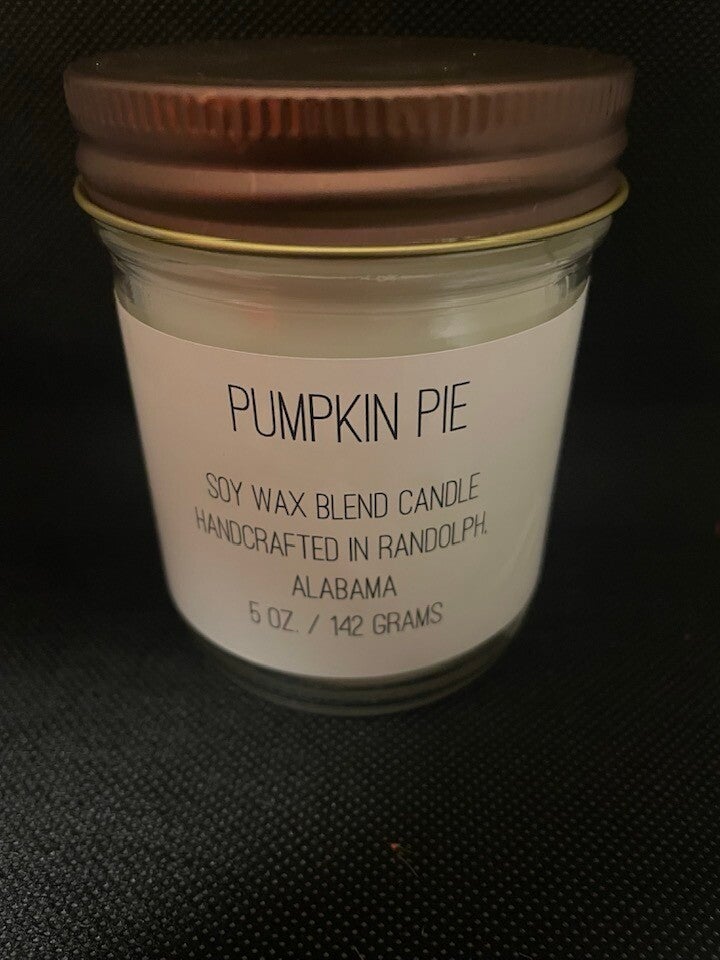 PUMPKIN PIE
SOY WAX BLEND CANDLE
HANDCRAFTED IN RANDOLPH,
ALABAMA
5 OZ. / 142 GRAMS